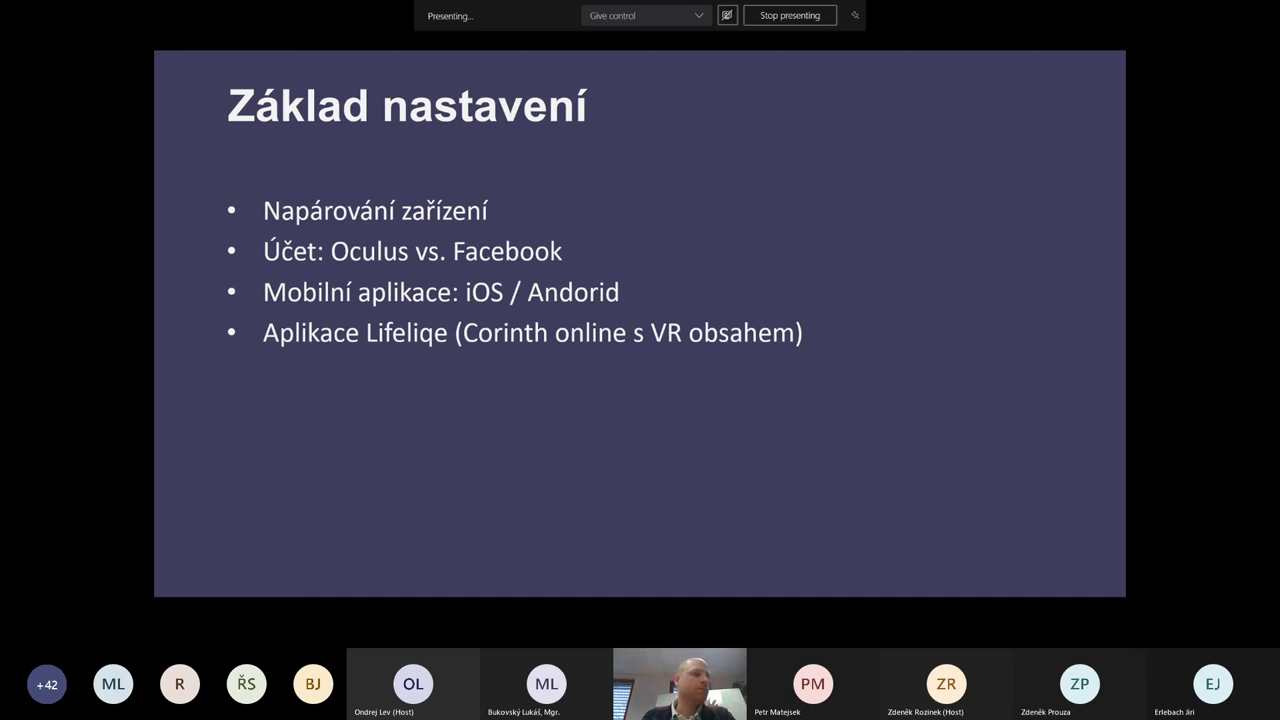 Presenting...
Give control
Stop presenting
Základ nastavení
• Napárování zařízení
• Účet: Oculus vs. Facebook
• Mobilní aplikace: iOS / Andorid
• Aplikace Lifeliqe (Corinth online s VR obsahem)
+42
ML
R
ŘS
BJ
OL
ML
PM
ZR
ZP
EJ
Ondrej Lev (Host)
Bukovský Lukáš, Mgr.
Petr Matejsek
Zdeněk Rozinek (Host)
Zdeněk Prouza
Erlebach Jiri